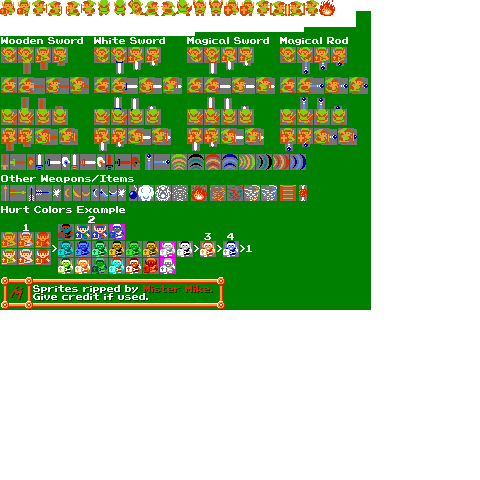 Wooden Sword White Sword Magical Sword Magical Rod
Other Weapons/Items
Hurt Colors Example
1 2 3 4
> > > >1
Sprites ripped by Mister Mike.
Give credit if used.